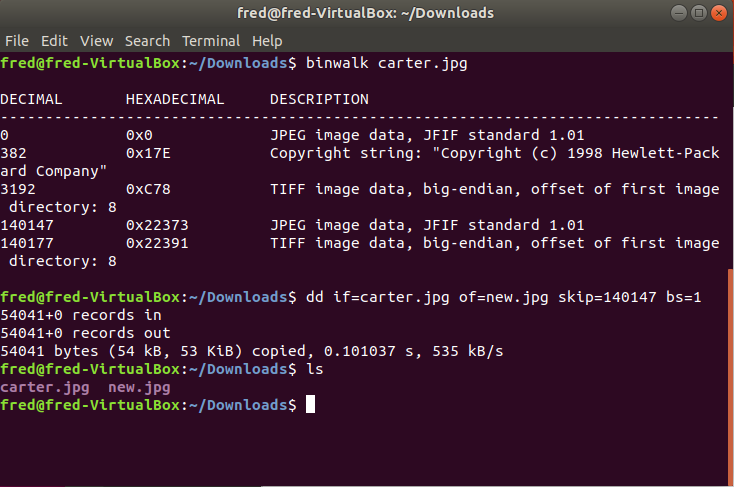 fred@fred-VirtualBox: ~/Downloads
File Edit View Search Terminal Help
fred@fred-VirtualBox:~/Downloads$ binwalk carter.jpg
DECIMAL       HEXADECIMAL     DESCRIPTION
--------------------------------------------------------------------------------
0             0x0             JPEG image data, JFIF standard 1.01
382           0x17E           Copyright string: "Copyright (c) 1998 Hewlett-Pack
ard Company"
3192          0xC78           TIFF image data, big-endian, offset of first image
 directory: 8
140147        0x22373         JPEG image data, JFIF standard 1.01
140177        0x22391         TIFF image data, big-endian, offset of first image
 directory: 8
fred@fred-VirtualBox:~/Downloads$ dd if=carter.jpg of=new.jpg skip=140147 bs=1
54041+0 records in
54041+0 records out
54041 bytes (54 kB, 53 KiB) copied, 0.101037 s, 535 kB/s
fred@fred-VirtualBox:~/Downloads$ ls
carter.jpg  new.jpg
fred@fred-VirtualBox:~/Downloads$